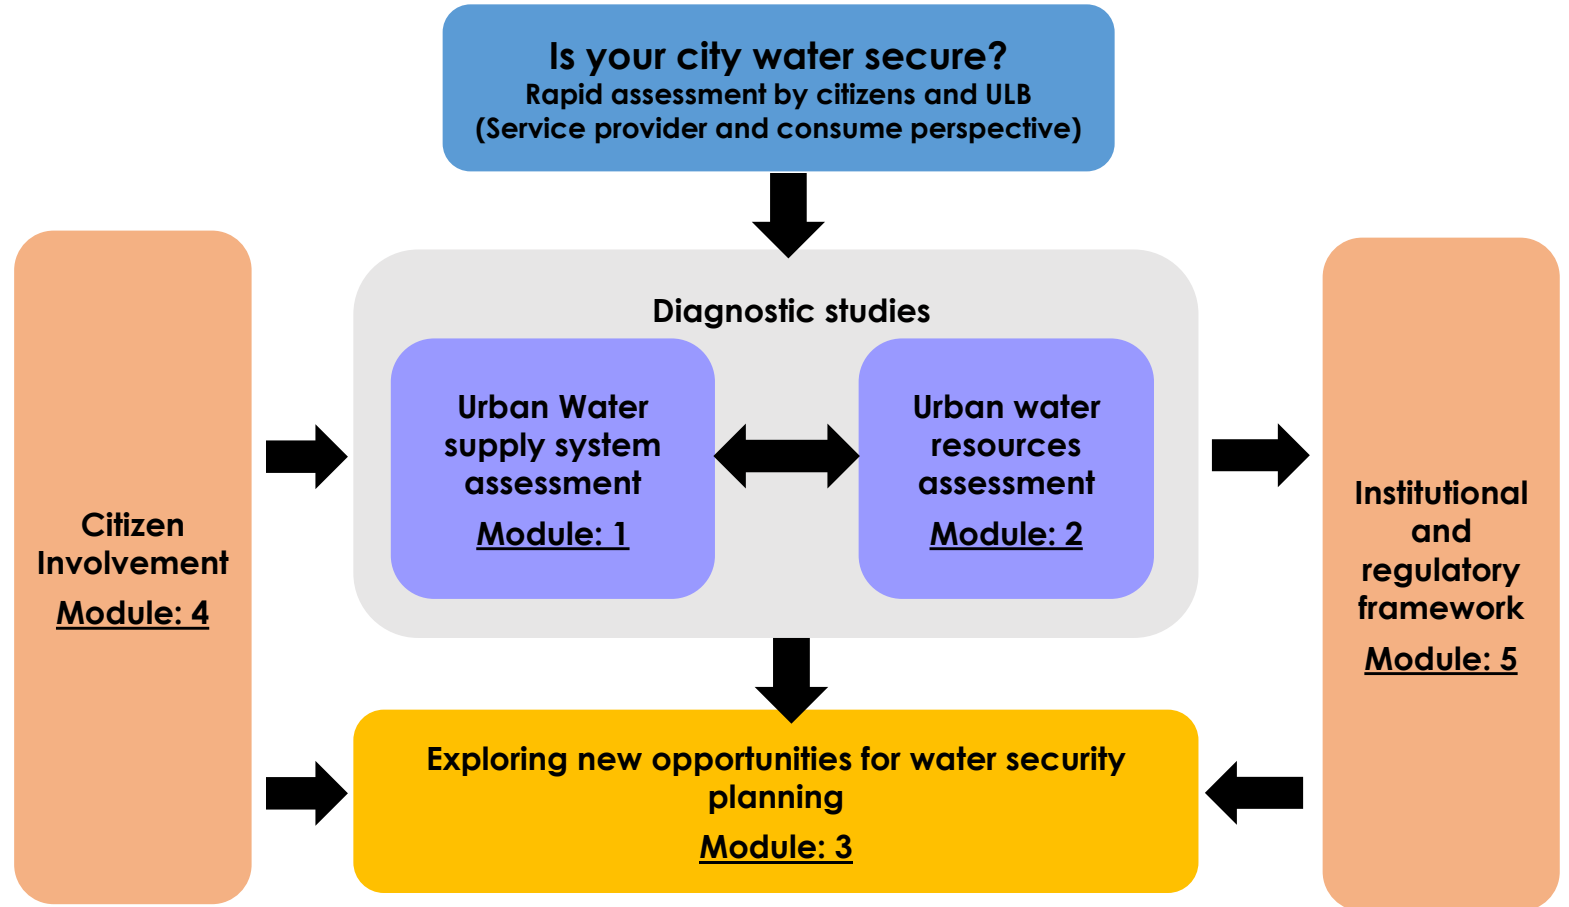 Is your city water secure?
Rapid assessment by citizens and ULB
(Service provider and consume perspective)
Diagnostic studies
Urban Water
supply system
assessment
Module: 1
Urban water
resources
assessment
Module: 2
Citizen
Involvement
Module: 4
Institutional
and
regulatory
framework
Module: 5
Exploring new opportunities for water security
planning
Module: 3